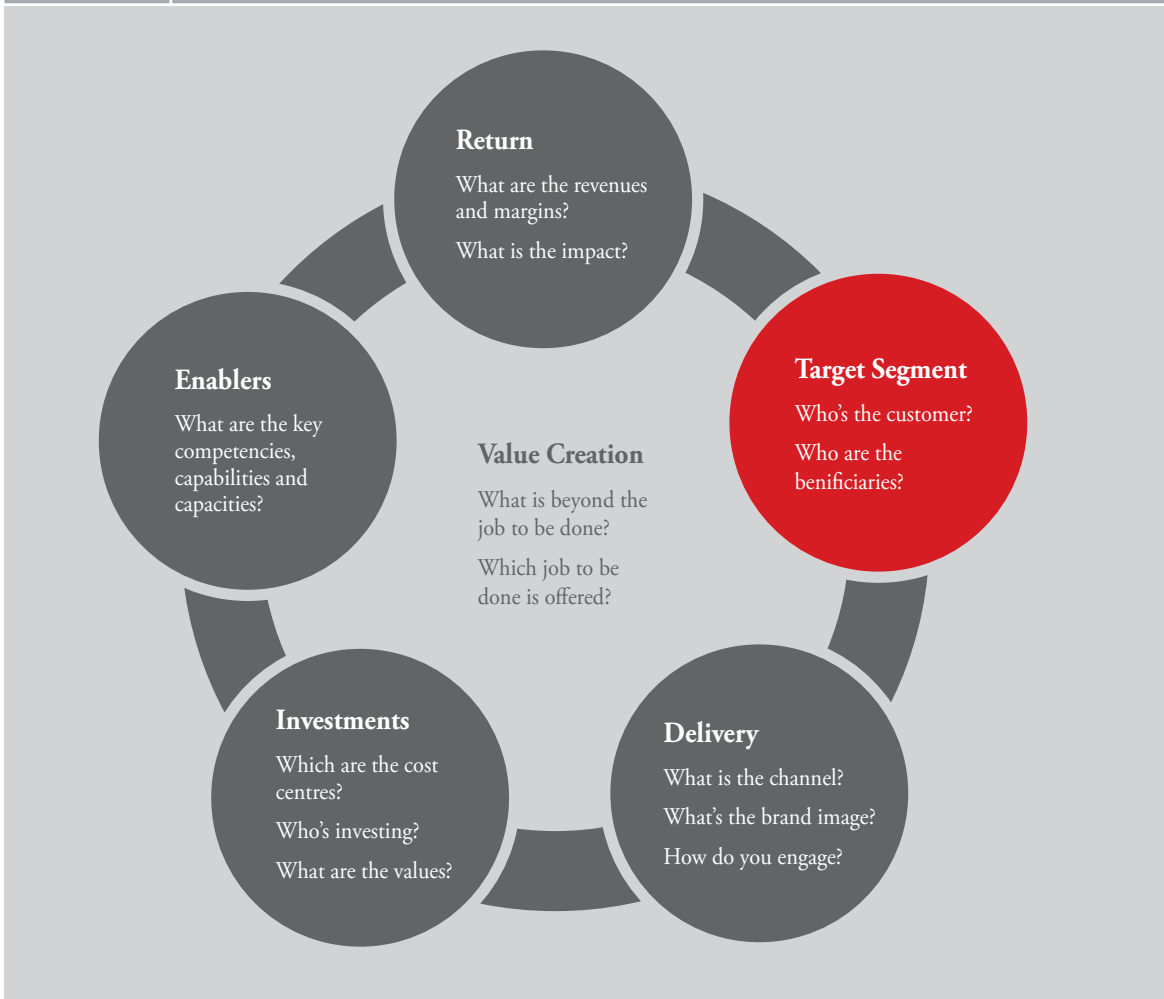 Return
What are the revenues
and margins?
What is the impact?
Target Segment
Who's the customer?
Who are the
benificiaries?
Enablers
What are the key
competencies,
capabilities and
capacities?
Value Creation
What is beyond the
job to be done?
Which job to be
done is offered?
Investments
Which are the cost
centres?
Who's investing?
What are the values?
Delivery
What is the channel?
What's the brand image?
How do you engage?